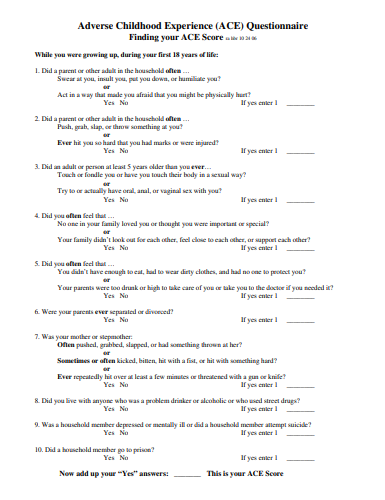 Adverse Childhood Experience (ACE) Questionnaire
Finding your ACE Score ra hbr 10 24 06
While you were growing up, during your first 18 years of life:
1. Did a parent or other adult in the household often …
Swear at you, insult you, put you down, or humiliate you?
or
Act in a way that made you afraid that you might be physically hurt?
Yes No If yes enter 1 ________
2. Did a parent or other adult in the household often …
Push, grab, slap, or throw something at you?
or
Ever hit you so hard that you had marks or were injured?
Yes No If yes enter 1 ________
3. Did an adult or person at least 5 years older than you ever…
Touch or fondle you or have you touch their body in a sexual way?
or
Try to or actually have oral, anal, or vaginal sex with you?
Yes No If yes enter 1 ________
4. Did you often feel that …
No one in your family loved you or thought you were important or special?
or
Your family didn't look out for each other, feel close to each other, or support each other?
Yes No If yes enter 1 ________
5. Did you often feel that …
You didn't have enough to eat, had to wear dirty clothes, and had no one to protect you?
or
Your parents were too drunk or high to take care of you or take you to the doctor if you needed it?
Yes No If yes enter 1 ________
6. Were your parents ever separated or divorced?
Yes No If yes enter 1 ________
7. Was your mother or stepmother:
Often pushed, grabbed, slapped, or had something thrown at her?
or
Sometimes or often kicked, bitten, hit with a fist, or hit with something hard?
or
Ever repeatedly hit over at least a few minutes or threatened with a gun or knife?
Yes No If yes enter 1 ________
8. Did you live with anyone who was a problem drinker or alcoholic or who used street drugs?
Yes No If yes enter 1 ________
9. Was a household member depressed or mentally ill or did a household member attempt suicide?
Yes No If yes enter 1 ________
10. Did a household member go to prison?
Yes No If yes enter 1 ________
Now add up your "Yes" answers: _______ This is your ACE Score